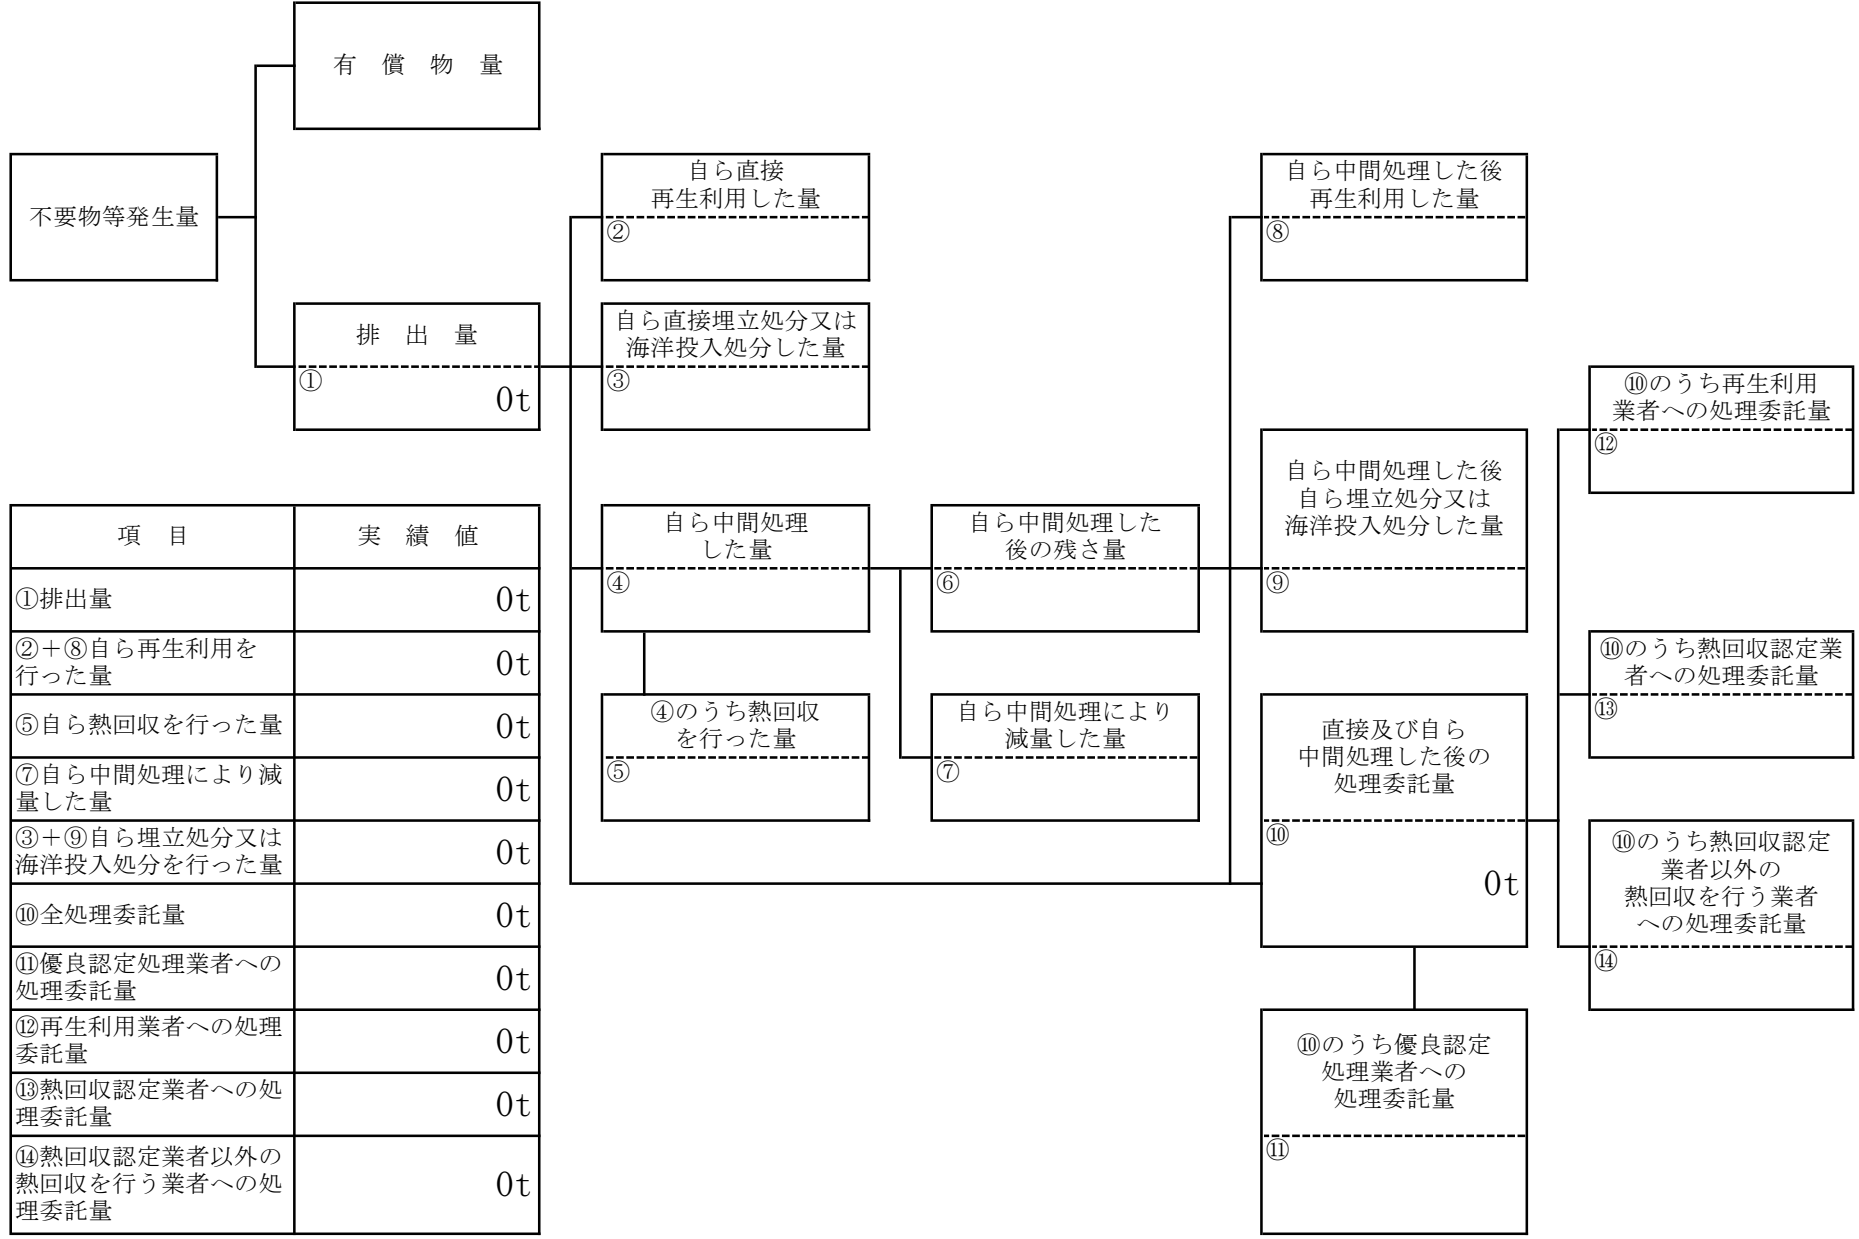 有 償 物 量
不要物等発生量
排 出 量
①
0t
自ら直接
再生利用した量
②
自ら直接埋立処分又は
海洋投入処分した量
③
自ら中間処理
した量
④
④のうち熱回収
を行った量
⑤
自ら中間処理した
後の残さ量
⑥
自ら中間処理により
減量した量
⑦
自ら中間処理した後
再生利用した量
⑧
自ら中間処理した後
自ら埋立処分又は
海洋投入処分した量
⑨
直接及び自ら
中間処理した後の
処理委託量
⑩
0t
⑩のうち優良認定
処理業者への
処理委託量
⑪
⑩のうち再生利用
業者への処理委託量
⑫
⑩のうち熱回収認定業
者への処理委託量
⑬
⑩のうち熱回収認定
業者以外の
熱回収を行う業者
への処理委託量
⑭
項 目
実 績 値
①排出量
0t
②＋⑧自ら再生利用を
行った量
0t
⑤自ら熱回収を行った量
0t
⑦自ら中間処理により減
量した量
0t
③＋⑨自ら埋立処分又は
海洋投入処分を行った量
0t
⑩全処理委託量
0t
⑪優良認定処理業者への
処理委託量
0t
⑫再生利用業者への処理
委託量
0t
⑬熱回収認定業者への処
理委託量
0t
⑭熱回収認定業者以外の
熱回収を行う業者への処
理委託量
0t